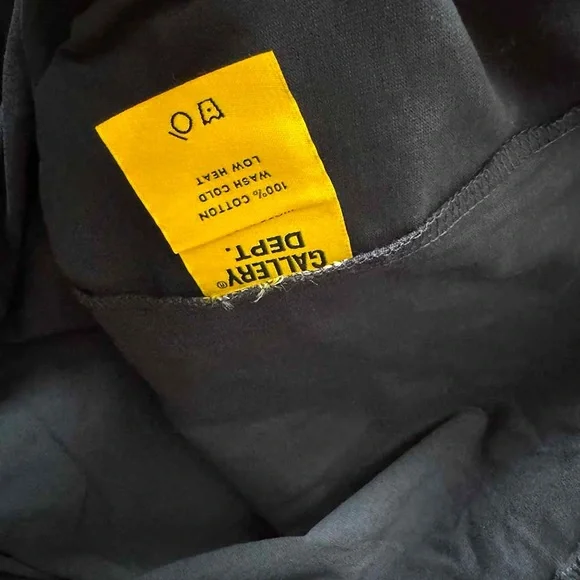 GALLERY®
DEPT.
100% COTTON
WASH COLD
LOW HEAT